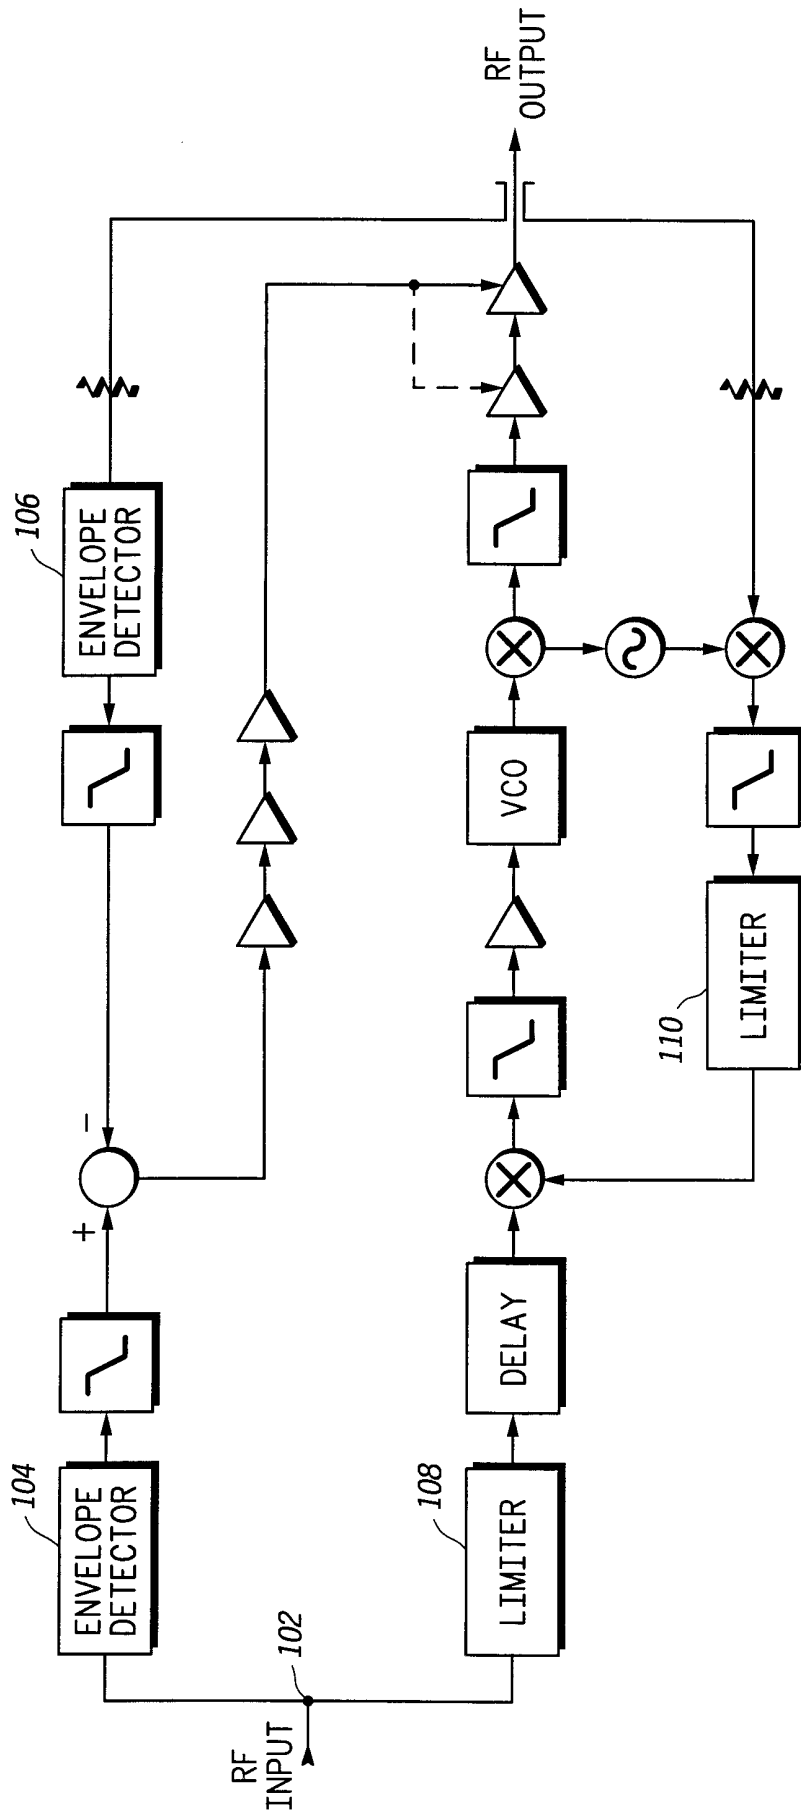 RF
INPUT
102
104
ENVELOPE
DETECTOR
+
-
106
ENVELOPE
DETECTOR
108
LIMITER
DELAY
VCO
110
LIMITER
RF
OUTPUT